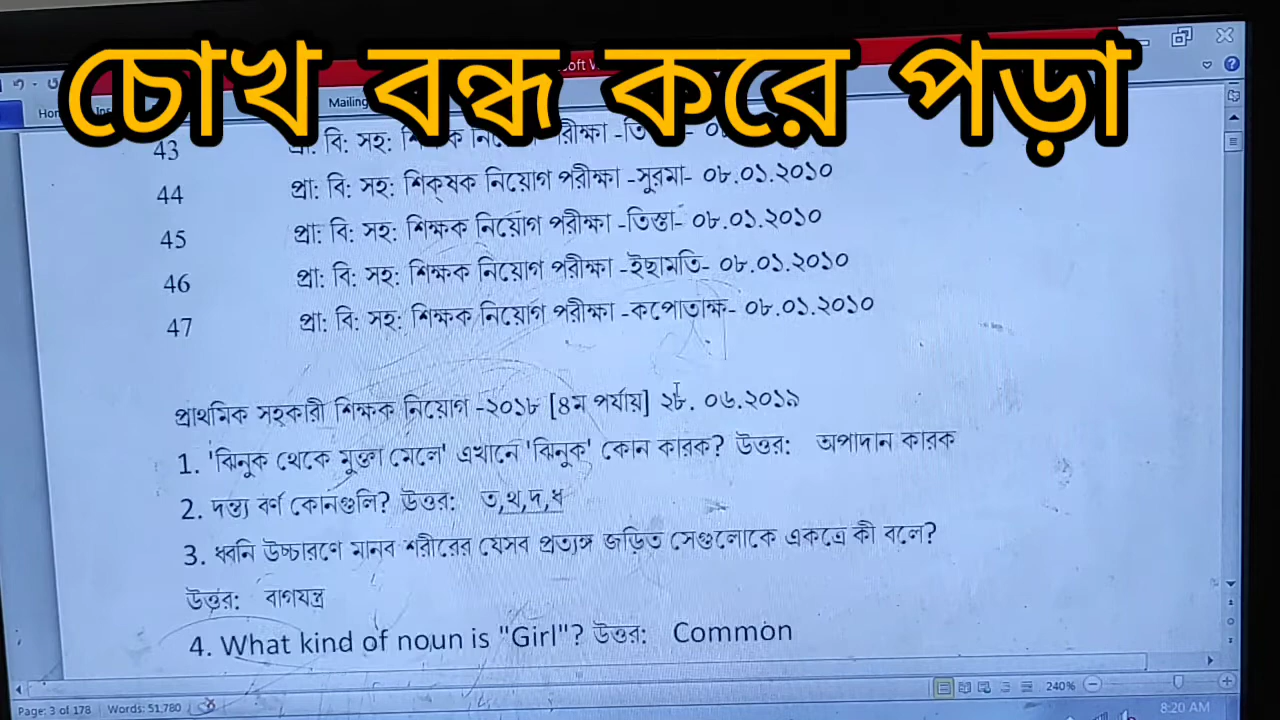 চোখ বন্ধ করে পড়া
Mailing
43
44 প্রা: বি: সহ: শিক্ষক নিয়োগ পরীক্ষা -সুরমা- ০৮.০১.২০১০
45 প্রা: বি: সহ: শিক্ষক নিয়োগ পরীক্ষা -তিস্তা- ০৮.০১.২০১০
46 প্রা: বি: সহ: শিক্ষক নিয়োগ পরীক্ষা -ইছামতি- ০৮.০১.২০১০
47 প্রা: বি: সহ: শিক্ষক নিয়োগ পরীক্ষা -কপোতাক্ষ- ০৮.০১.২০১০
প্রাথমিক সহকারী শিক্ষক নিয়োগ -২০১৮ [4র্থ পর্যায়] ২৮. ০৬.২০১৯
1. 'ঝিনুক থেকে মুক্তা মেলে' এখানে 'ঝিনুক' কোন কারক? উত্তর: অপাদান কারক
2. দন্ত্য বর্ণ কোনগুলি? উত্তর: ত,থ,দ,ধ
3. ধ্বনি উচ্চারণে মানব শরীরের যেসব প্রত্যঙ্গ জড়িত সেগুলোকে একত্রে কী বলে?
উত্তর: বাগযন্ত্র
4. What kind of noun is "Girl"? উত্তর: Common
Page: 3 of 178 Words: 51,780 240% 8:20 AM